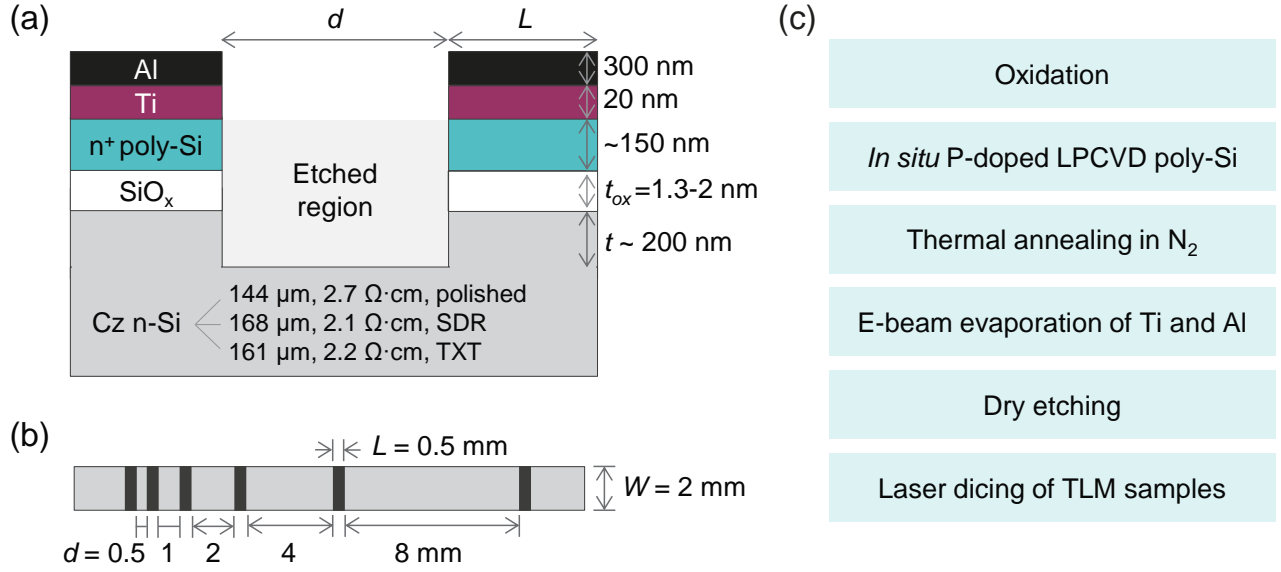 (a)
d
L
Al
300 nm
Ti
20 nm
n⁺ poly-Si
~150 nm
SiOₓ
Etched
region
tₒₓ=1.3-2 nm
t ~ 200 nm
Cz n-Si
144 μm, 2.7 Ω·cm, polished
168 μm, 2.1 Ω·cm, SDR
161 μm, 2.2 Ω·cm, TXT
(b)
L = 0.5 mm
W = 2 mm
d = 0.5 1 2 4 8 mm
(c)
Oxidation
In situ P-doped LPCVD poly-Si
Thermal annealing in N₂
E-beam evaporation of Ti and Al
Dry etching
Laser dicing of TLM samples